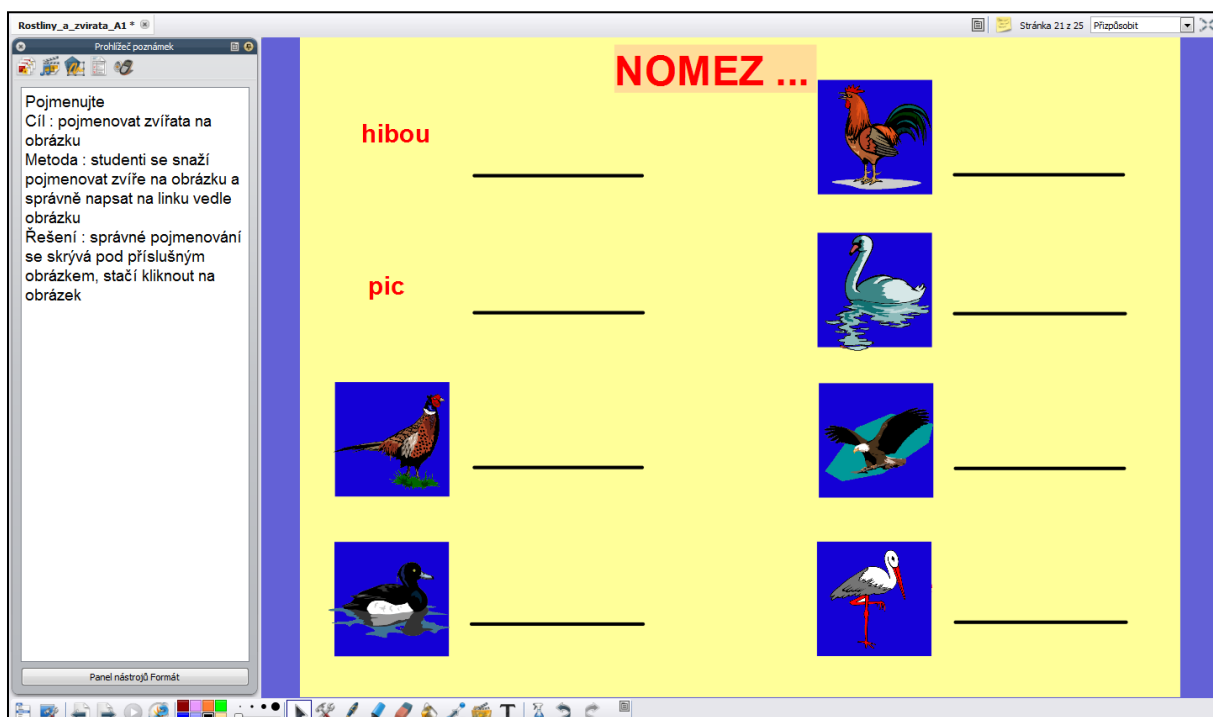 Rostliny_a_zvirata_A1 *
Stránka 21 z 25
Přizpůsobit
Prohlížeč poznámek
Pojmenujte
Cíl : pojmenovat zvířata na
obrázku
Metoda : studenti se snaží
pojmenovat zvíře na obrázku a
správně napsat na linku vedle
obrázku
Řešení : správné pojmenování
se skrývá pod příslušným
obrázkem, stačí kliknout na
obrázek
Panel nástrojů Formát
NOMEZ ...
hibou
pic
T